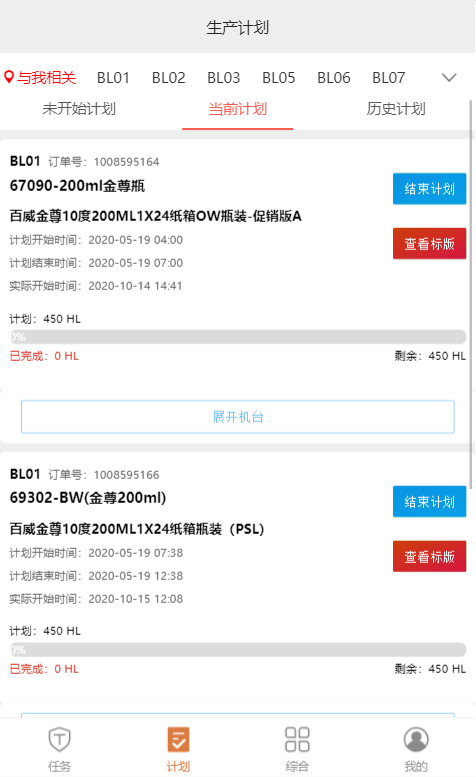 生产计划
与我相关 BL01 BL02 BL03 BL05 BL06 BL07
未开始计划 当前计划 历史计划
BL01 订单号：1008595164
67090-200ml金尊瓶
结束计划
百威金尊10度200ML1X24纸箱OW瓶装-促销版A
计划开始时间：2020-05-19 04:00
查看标版
计划结束时间：2020-05-19 07:00
实际开始时间：2020-10-14 14:41
计划：450 HL
0%
已完成：0 HL 剩余：450 HL
展开机台
BL01 订单号：1008595166
69302-BW(金尊200ml)
结束计划
百威金尊10度200ML1X24纸箱瓶装（PSL）
计划开始时间：2020-05-19 07:38
查看标版
计划结束时间：2020-05-19 12:38
实际开始时间：2020-10-15 12:08
计划：450 HL
0%
已完成：0 HL 剩余：450 HL
任务 计划 综合 我的